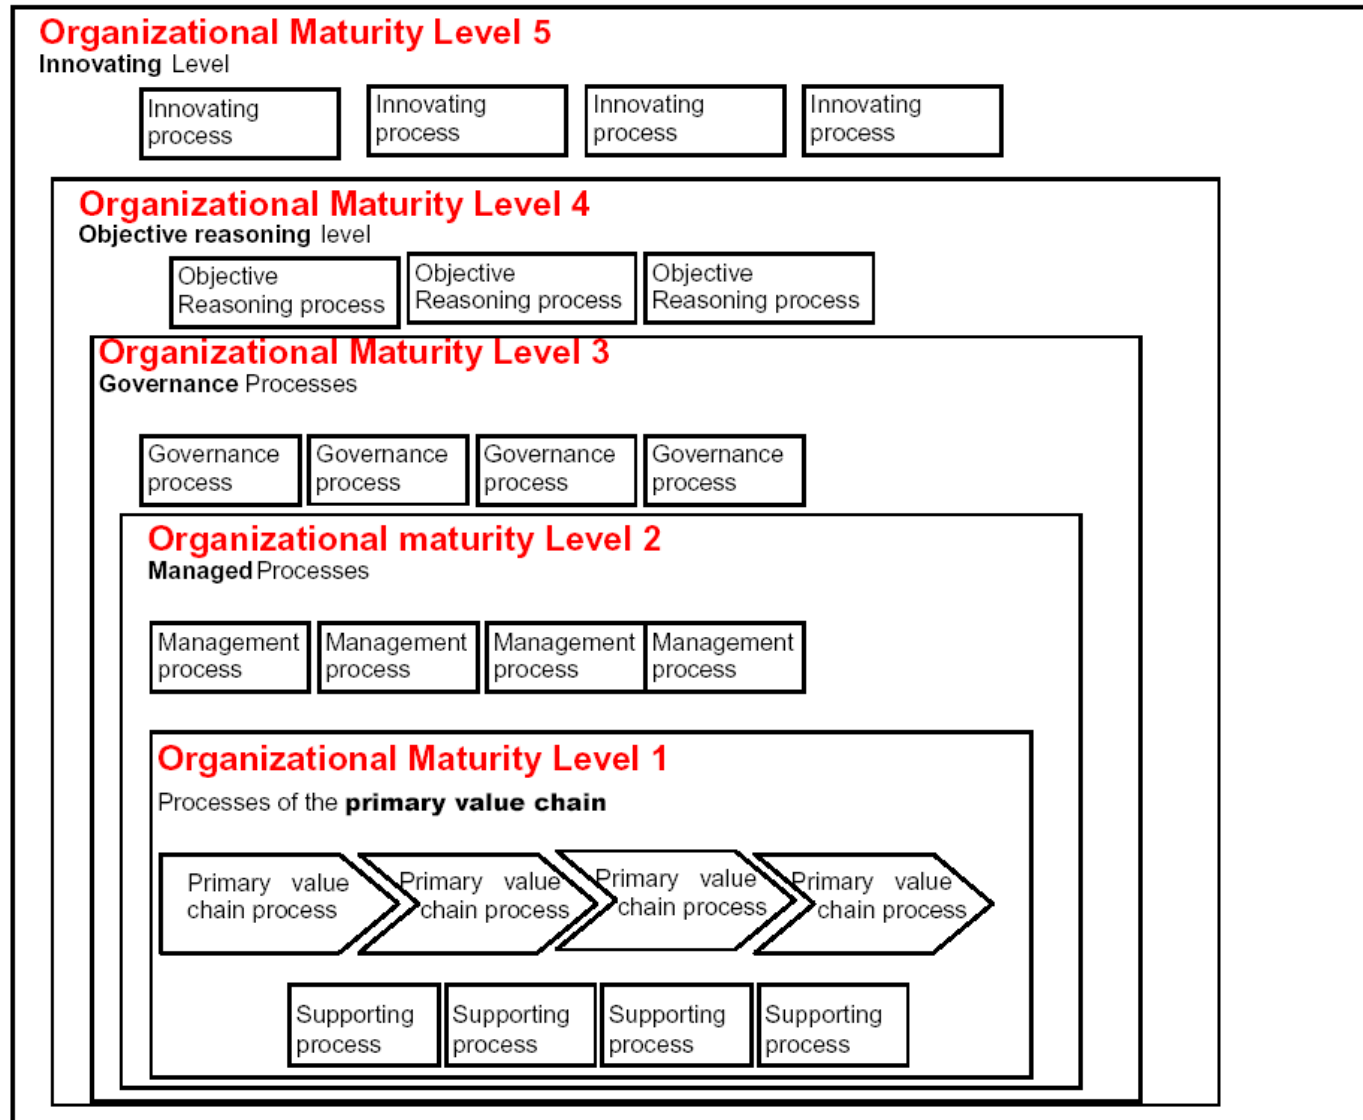 Organizational Maturity Level 5
Innovating Level
Innovating process
Innovating process
Innovating process
Innovating process
Organizational Maturity Level 4
Objective reasoning level
Objective Reasoning process
Objective Reasoning process
Objective Reasoning process
Organizational Maturity Level 3
Governance Processes
Governance process
Governance process
Governance process
Governance process
Organizational maturity Level 2
Managed Processes
Management process
Management process
Management process
Management process
Organizational Maturity Level 1
Processes of the primary value chain
Primary value chain process
Primary value chain process
Primary value chain process
Primary value chain process
Supporting process
Supporting process
Supporting process
Supporting process